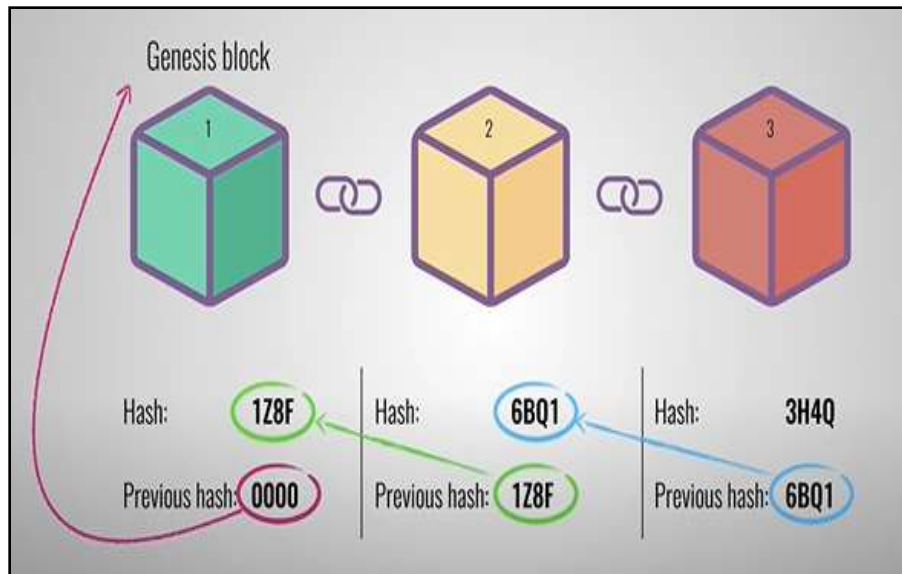 Genesis block
1
2
3
Hash: 1Z8F
Hash: 6BQ1
Hash: 3H4Q
Previous hash: 0000
Previous hash: 1Z8F
Previous hash: 6BQ1